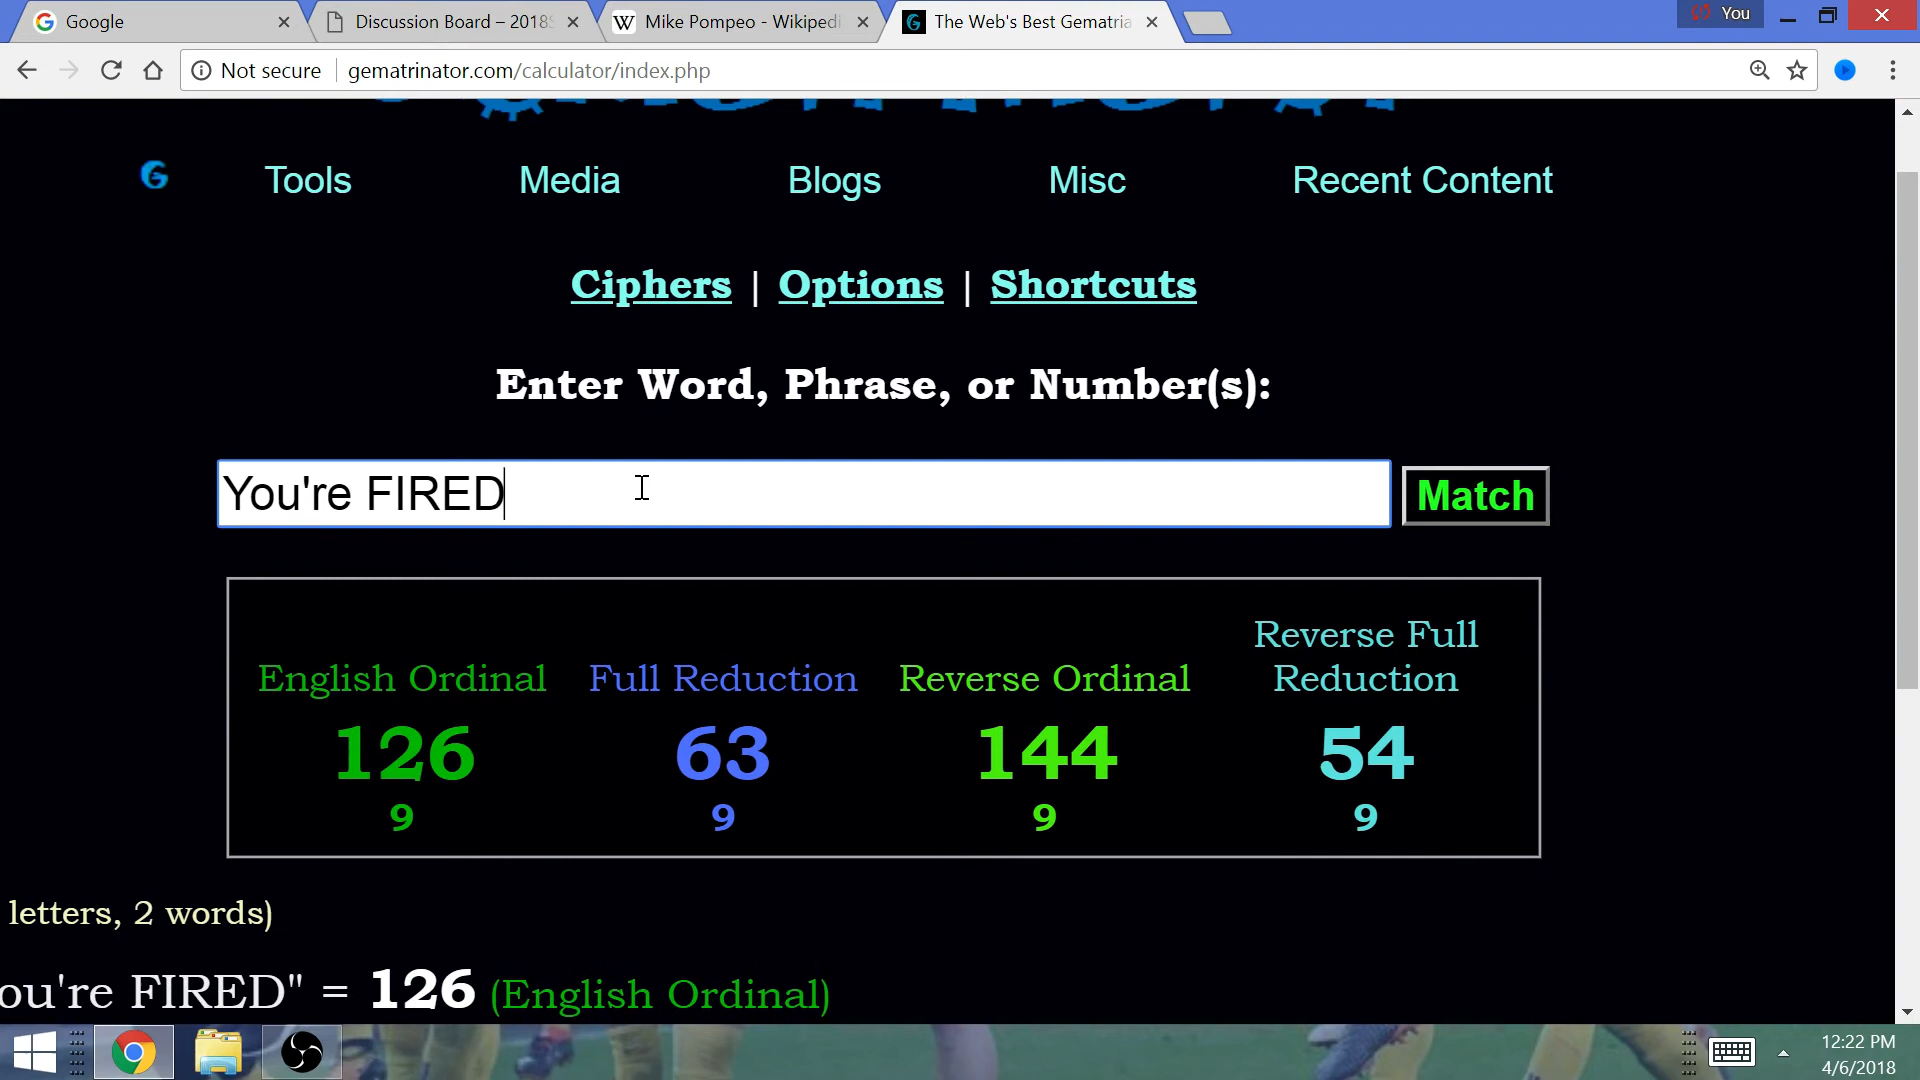 Google
Discussion Board – 2018
Mike Pompeo - Wikipedi
The Web's Best Gematria
You
Not secure
gematrinator.com/calculator/index.php
Tools
Media
Blogs
Misc
Recent Content
Ciphers | Options | Shortcuts
Enter Word, Phrase, or Number(s):
You're FIRED
Match
English Ordinal
126
9
Full Reduction
63
9
Reverse Ordinal
144
9
Reverse Full
Reduction
54
9
letters, 2 words)
ou're FIRED" = 126 (English Ordinal)
12:22 PM
4/6/2018